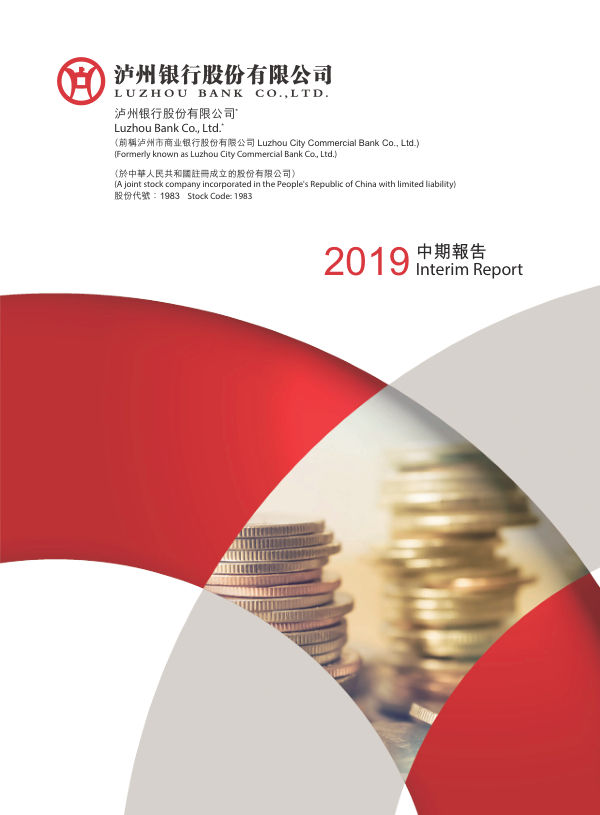 泸州银行股份有限公司
LUZHOU BANK CO.,LTD.
泸州银行股份有限公司*
Luzhou Bank Co., Ltd.*
（前稱泸州市商业银行股份有限公司 Luzhou City Commercial Bank Co., Ltd.）
(Formerly known as Luzhou City Commercial Bank Co., Ltd.)
（於中華人民共和國註冊成立的股份有限公司）
(A joint stock company incorporated in the People's Republic of China with limited liability)
股份代號：1983 Stock Code: 1983
2019 中期報告
Interim Report